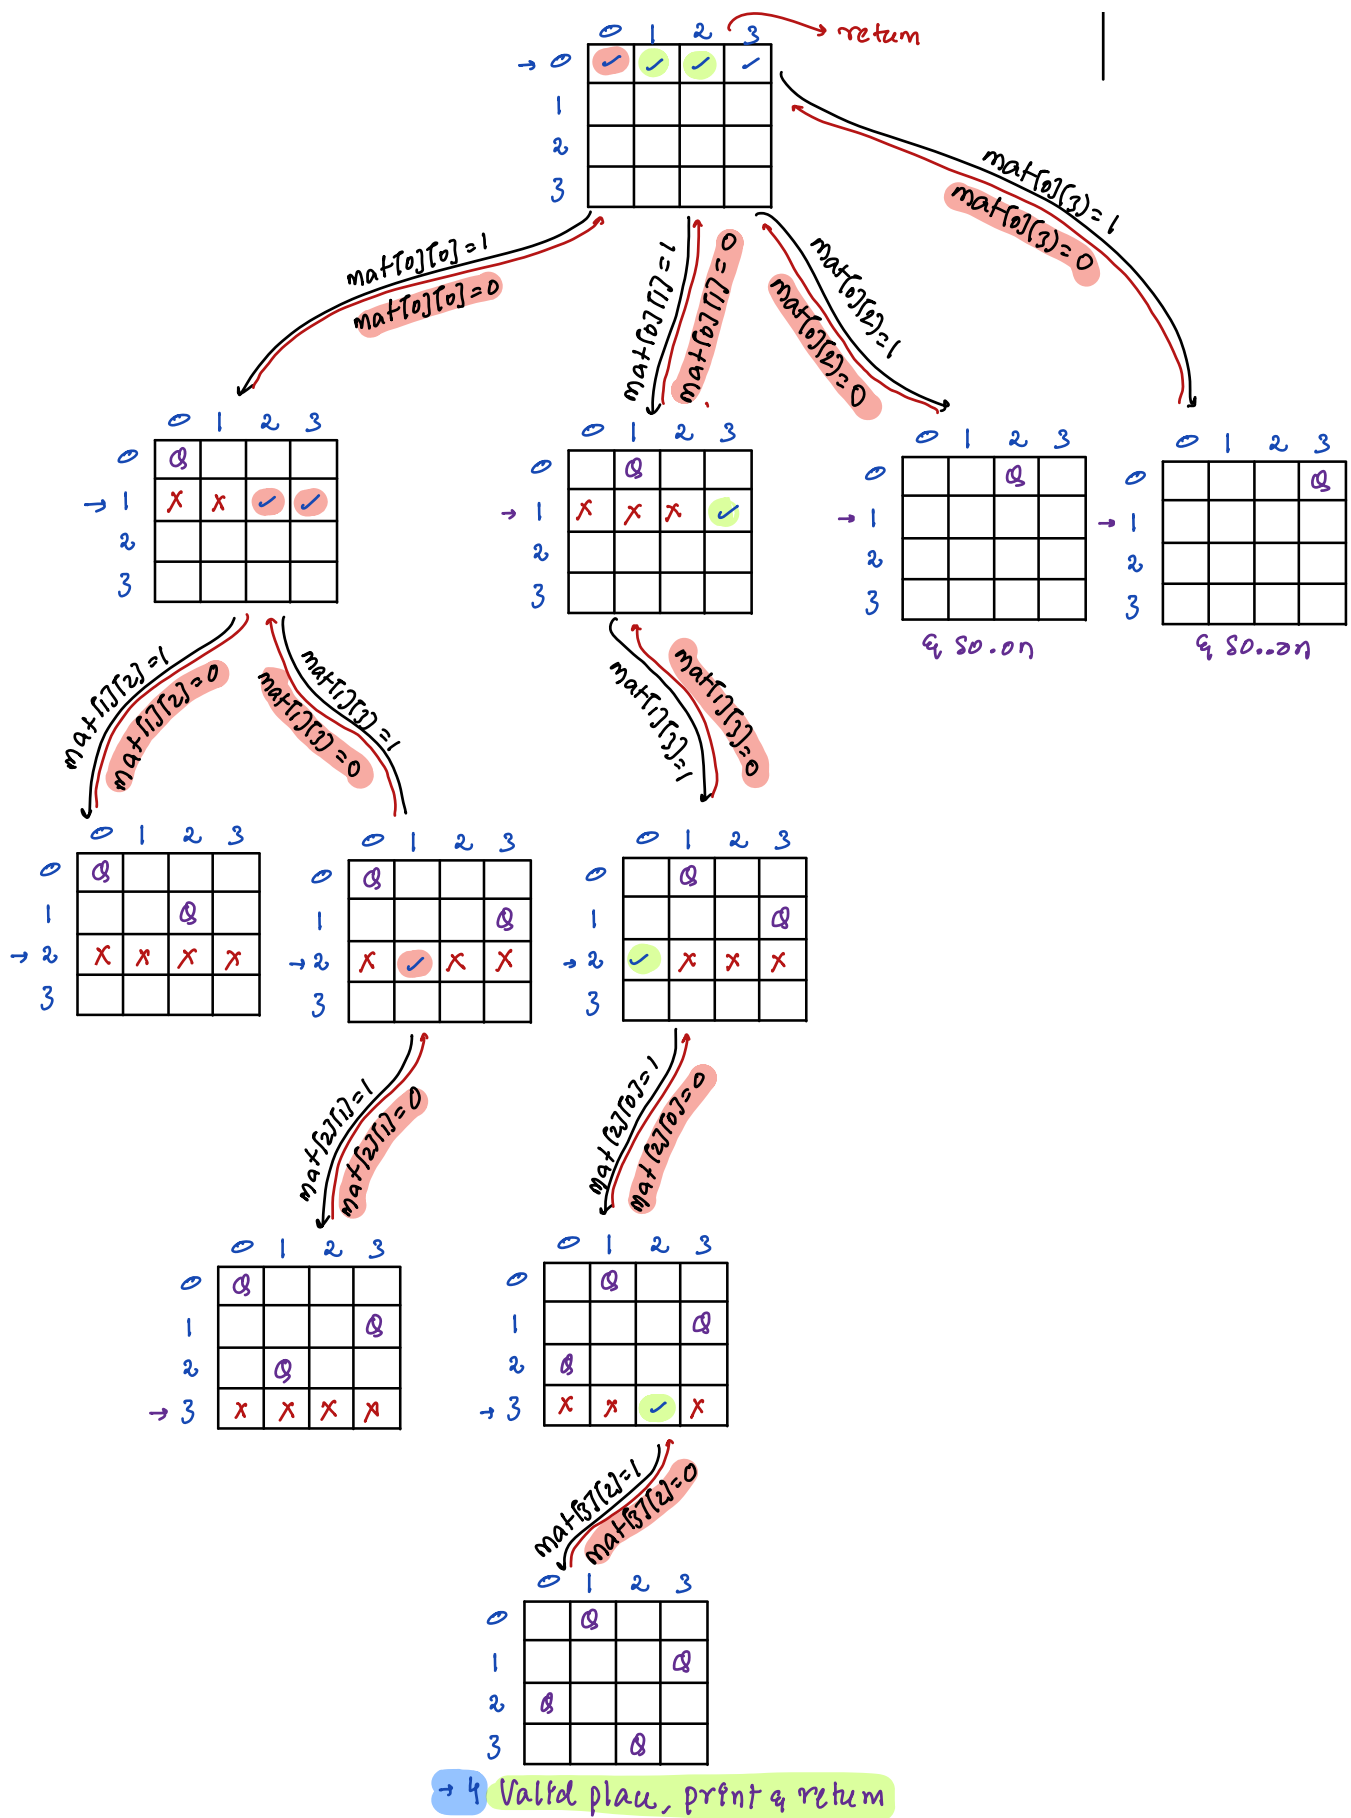 0 1 2 3 → return
→ 0 ✓ ✓ ✓ ✓
1
2
3
mat[0][0]=1
mat[0][0]=0
mat[0][1]=1
mat[0][1]=0
mat[0][2]=1
mat[0][2]=0
mat[0][3]=1
mat[0][3]=0
0 1 2 3
0 Q
→ 1 x x ✓ ✓
2
3
0 1 2 3
0 Q
→ 1 x x x ✓
2
3
0 1 2 3
0 Q
→ 1
2
3
& so..on
0 1 2 3
0 Q
→ 1
2
3
& so..on
mat[1][2]=1
mat[1][2]=0
mat[1][3]=1
mat[1][3]=0
mat[1][3]=1
mat[1][3]=0
0 1 2 3
0 Q
1 Q
→ 2 x x x x
3
0 1 2 3
0 Q
1 Q
→ 2 x ✓ x x
3
0 1 2 3
0 Q
1 Q
→ 2 ✓ x x x
3
mat[2][1]=1
mat[2][1]=0
mat[2][0]=1
mat[2][0]=0
0 1 2 3
0 Q
1 Q
2 Q
→ 3 x x x x
0 1 2 3
0 Q
1 Q
2 Q
→ 3 x x ✓ x
mat[3][2]=1
mat[3][2]=0
0 1 2 3
0 Q
1 Q
2 Q
3 Q
→ 4 Valid place, print & return